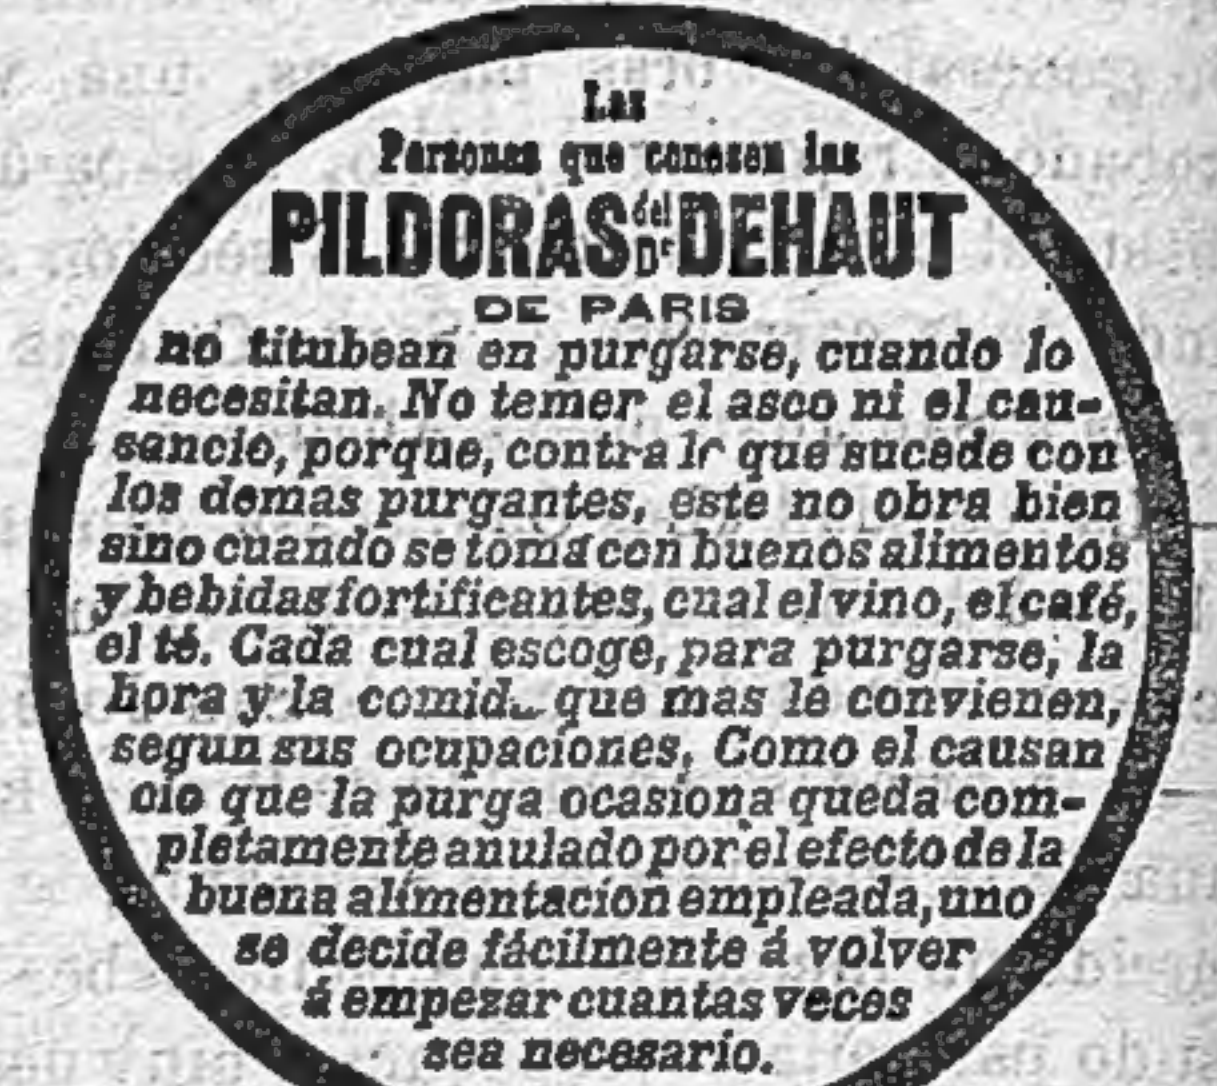 Las
Personas que conocen las
PILDORAS del Dr DEHAUT
DE PARIS
no titubean en purgarse, cuando lo
necesitan. No temen el asco ni el cau-
sancio, porque, contra lo que sucede con
los demas purgantes, este no obra bien
sino cuando se toma con buenos alimentos
y bebidas fortificantes, cual el vino, el café,
el té. Cada cual escoge, para purgarse, la
hora y la comida que mas le convienen,
segun sus ocupaciones. Como el causan
cio que la purga ocasiona queda com-
pletamente anulado por el efecto de la
buena alimentacion empleada, uno
se decide fácilmente á volver
á empezar cuantas veces
sea necesario.